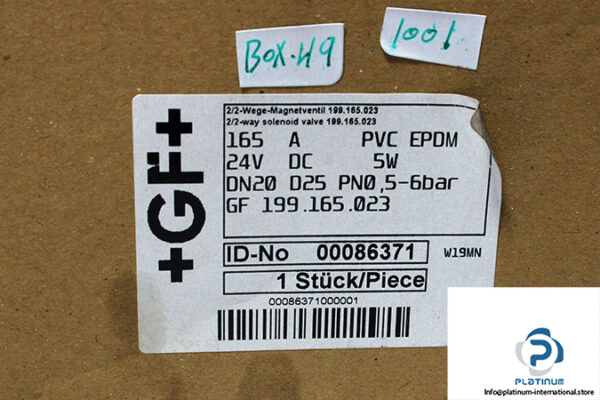 BOX-49
1001
2/2-Wege-Magnetventil 199.165.023
2/2-way solenoid valve 199.165.023
165 A PVC EPDM
24V DC 5W
DN20 D25 PN0,5-6bar
GF 199.165.023
+GF+
ID-No 00086371
W19MN
1 Stück/Piece
00086371000001
PLATINUM
Info@platinum-international.store